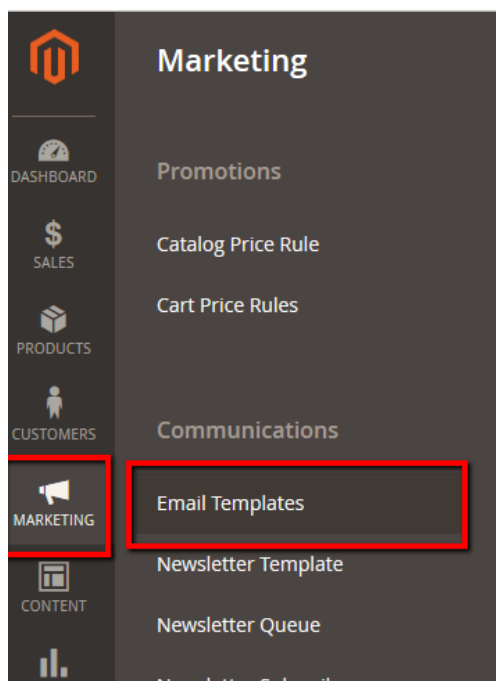 Marketing
DASHBOARD
SALES
PRODUCTS
CUSTOMERS
MARKETING
CONTENT
Promotions
Catalog Price Rule
Cart Price Rules
Communications
Email Templates
Newsletter Template
Newsletter Queue